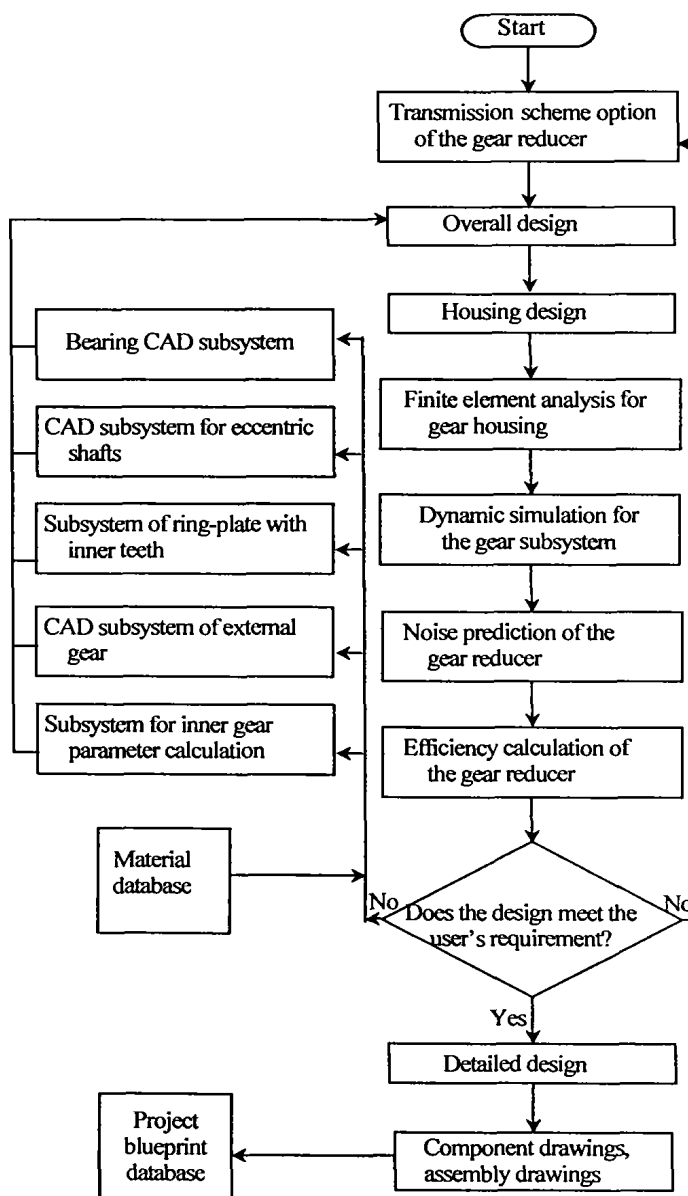 Start
Transmission scheme option
of the gear reducer
Overall design
Housing design
Bearing CAD subsystem
Finite element analysis for
gear housing
CAD subsystem for eccentric
shafts
Dynamic simulation for
the gear subsystem
Subsystem of ring-plate with
inner teeth
Noise prediction of the
gear reducer
CAD subsystem of external
gear
Subsystem for inner gear
parameter calculation
Efficiency calculation of
the gear reducer
Material
database
No
Does the design meet the
user's requirement?
No
Yes
Detailed design
Project
blueprint
database
Component drawings,
assembly drawings